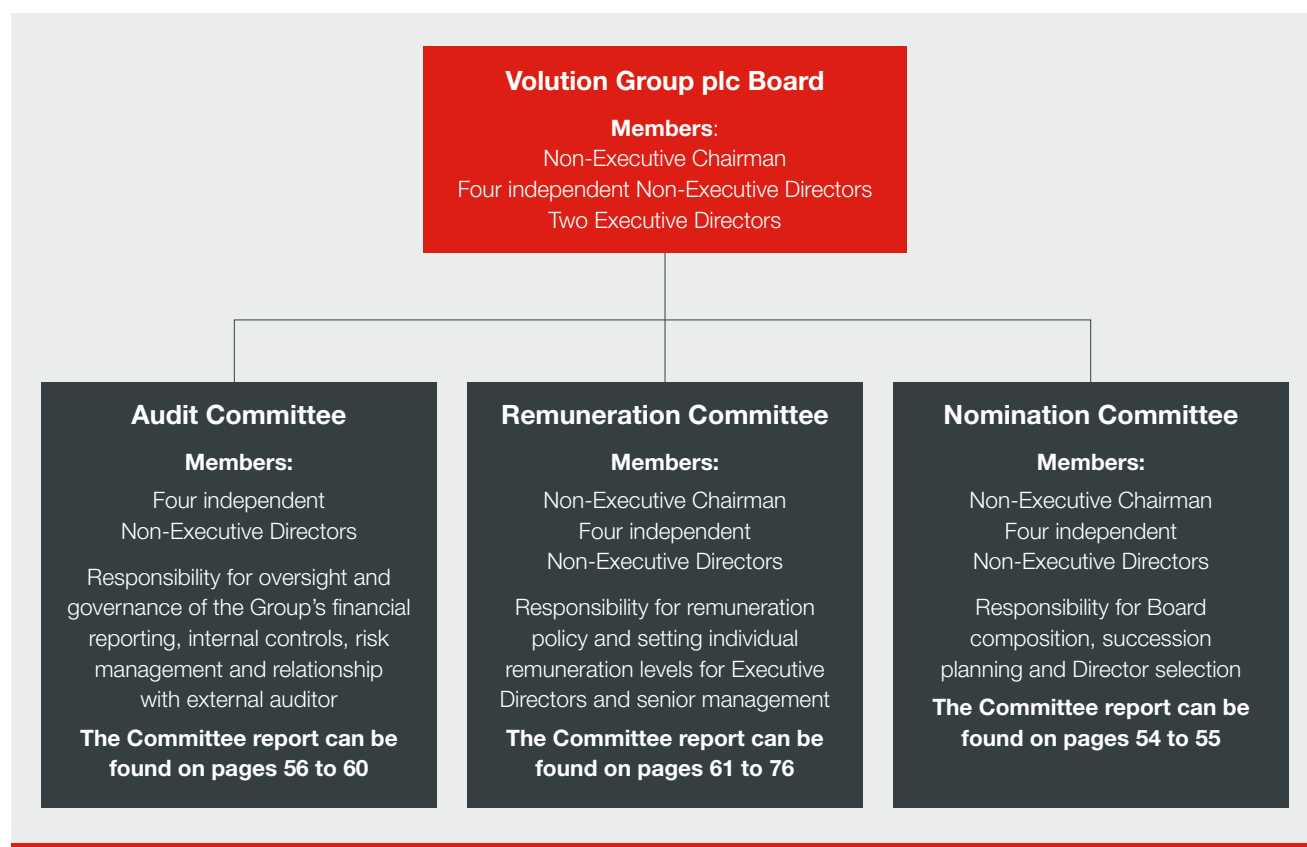 Volution Group plc Board
Members:
Non-Executive Chairman
Four independent Non-Executive Directors
Two Executive Directors
Audit Committee
Members:
Four independent
Non-Executive Directors
Responsibility for oversight and
governance of the Group’s financial
reporting, internal controls, risk
management and relationship
with external auditor
The Committee report can be
found on pages 56 to 60
Remuneration Committee
Members:
Non-Executive Chairman
Four independent
Non-Executive Directors
Responsibility for remuneration
policy and setting individual
remuneration levels for Executive
Directors and senior management
The Committee report can be
found on pages 61 to 76
Nomination Committee
Members:
Non-Executive Chairman
Four independent
Non-Executive Directors
Responsibility for Board
composition, succession
planning and Director selection
The Committee report can be
found on pages 54 to 55